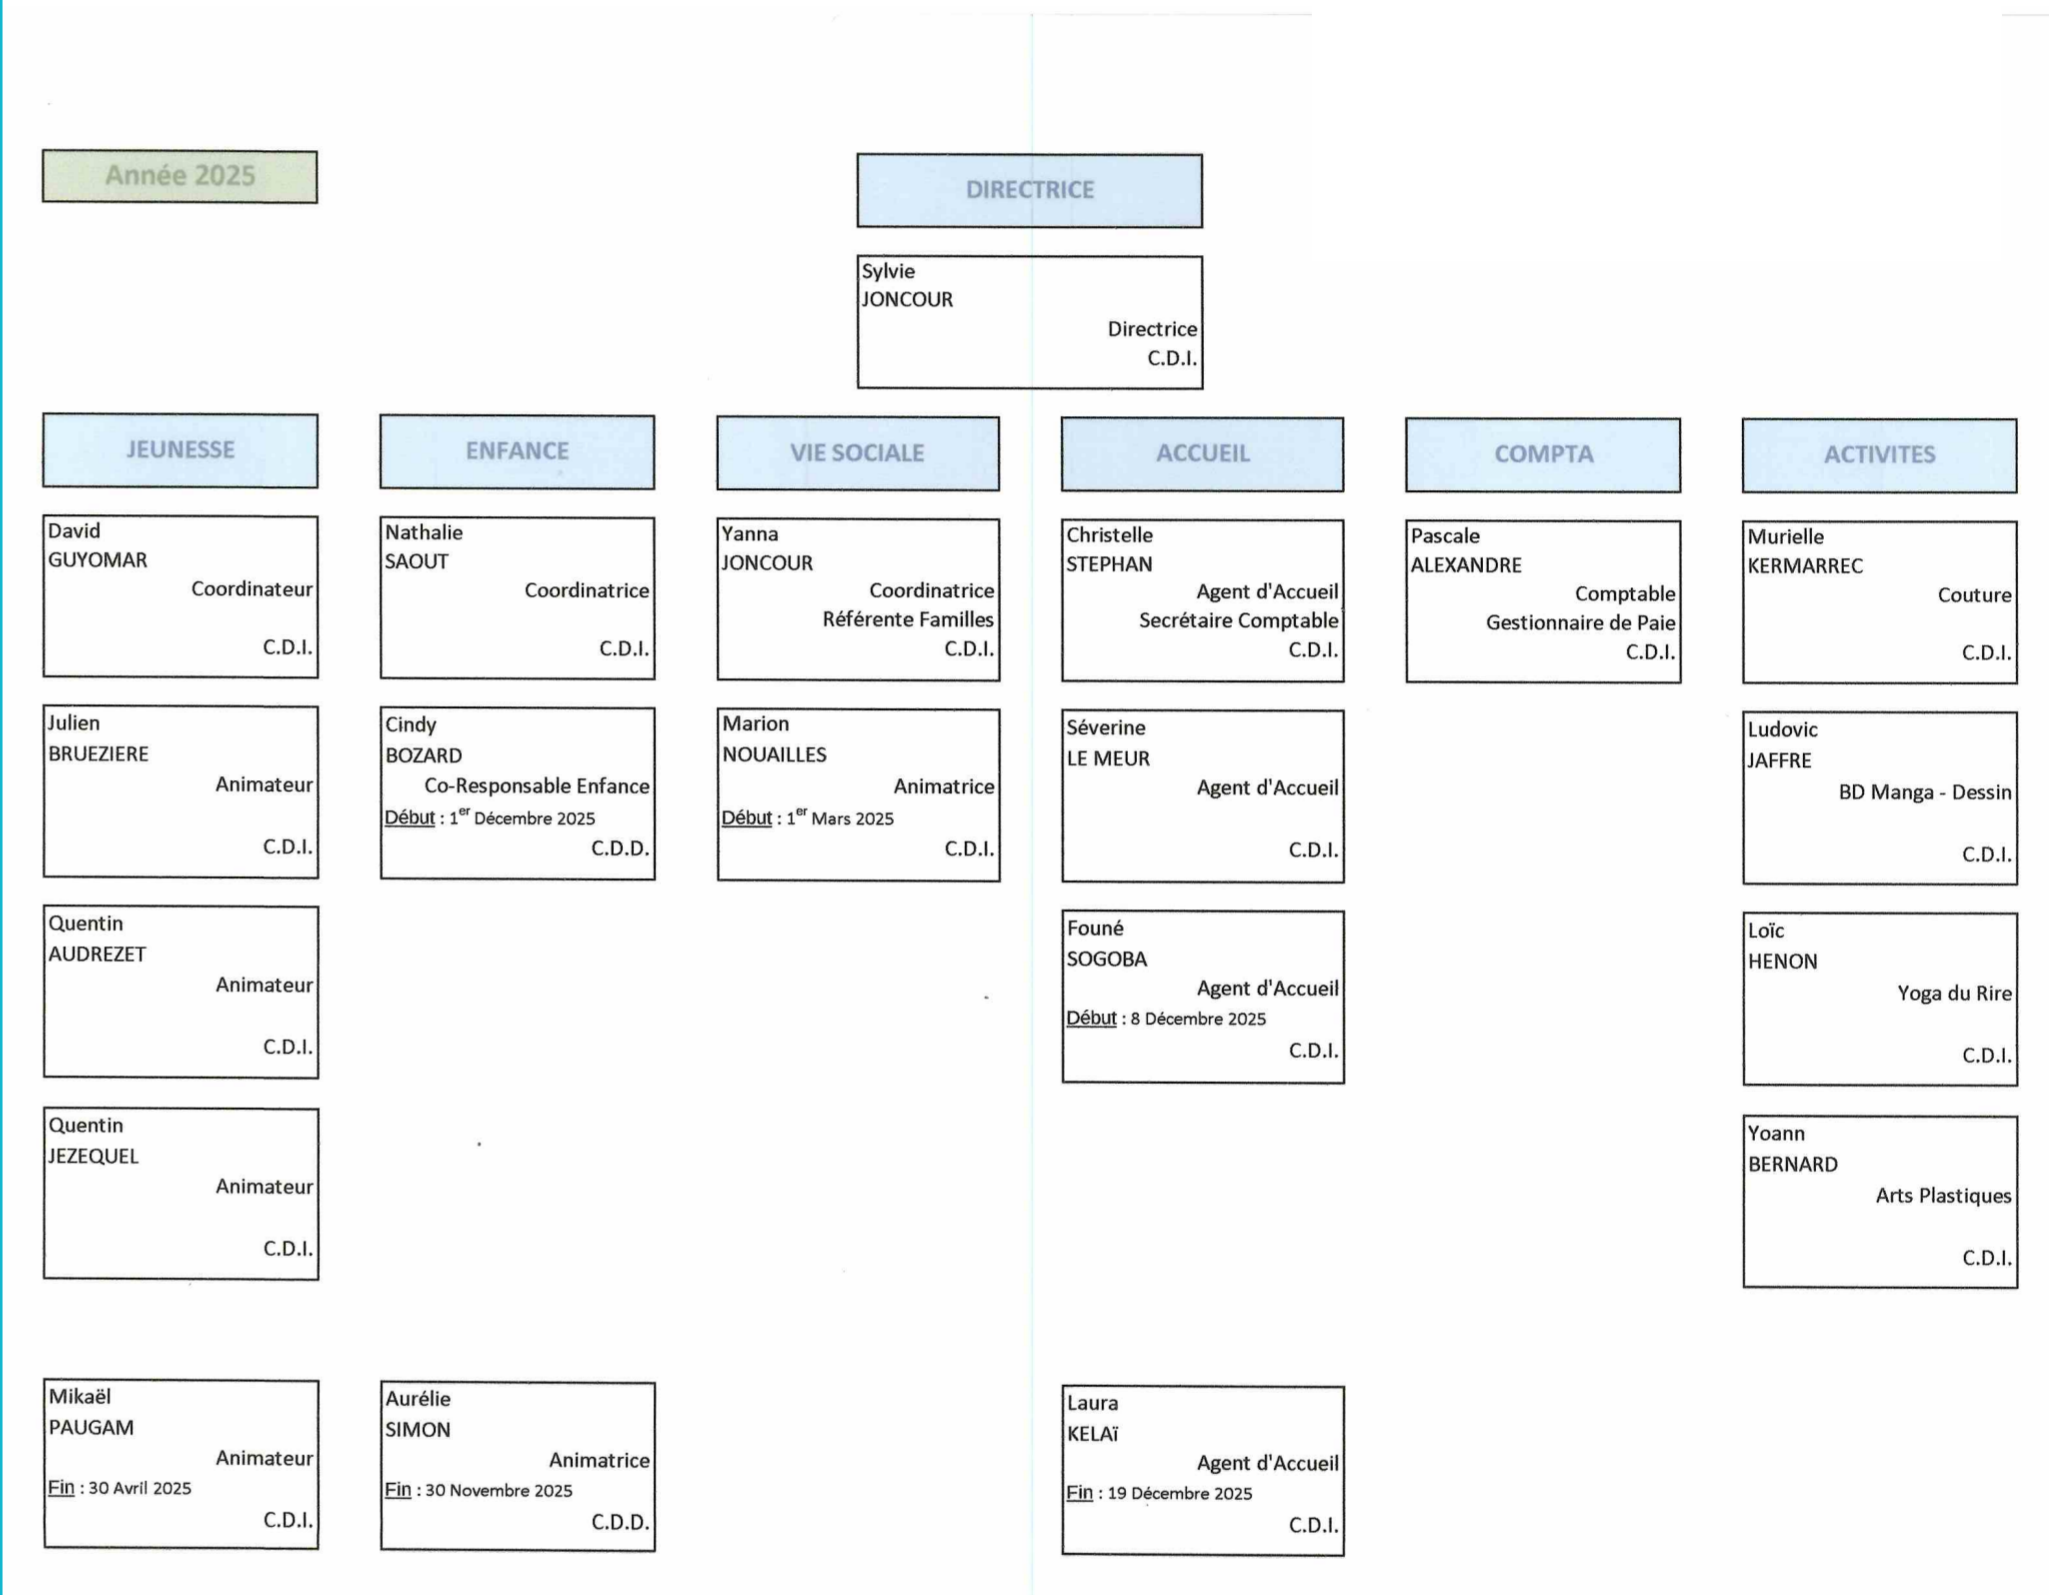 Année 2025
DIRECTRICE
Sylvie
JONCOUR
Directrice
C.D.I.
JEUNESSE
David
GUYOMAR
Coordinateur
C.D.I.
Julien
BRUEZIERE
Animateur
C.D.I.
Quentin
AUDREZET
Animateur
C.D.I.
Quentin
JEZEQUEL
Animateur
C.D.I.
Mikaël
PAUGAM
Animateur
Fin : 30 Avril 2025
C.D.I.
ENFANCE
Nathalie
SAOUT
Coordinatrice
C.D.I.
Cindy
BOZARD
Co-Responsable Enfance
Début : 1er Décembre 2025
C.D.D.
Aurélie
SIMON
Animatrice
Fin : 30 Novembre 2025
C.D.D.
VIE SOCIALE
Yanna
JONCOUR
Coordinatrice
Référente Familles
C.D.I.
Marion
NOUAILLES
Animatrice
Début : 1er Mars 2025
C.D.I.
ACCUEIL
Christelle
STEPHAN
Agent d'Accueil
Secrétaire Comptable
C.D.I.
Séverine
LE MEUR
Agent d'Accueil
C.D.I.
Founé
SOGOBA
Agent d'Accueil
Début : 8 Décembre 2025
C.D.I.
Laura
KELAï
Agent d'Accueil
Fin : 19 Décembre 2025
C.D.I.
COMPTA
Pascale
ALEXANDRE
Comptable
Gestionnaire de Paie
C.D.I.
ACTIVITES
Murielle
KERMARREC
Couture
C.D.I.
Ludovic
JAFFRE
BD Manga - Dessin
C.D.I.
Loïc
HENON
Yoga du Rire
C.D.I.
Yoann
BERNARD
Arts Plastiques
C.D.I.